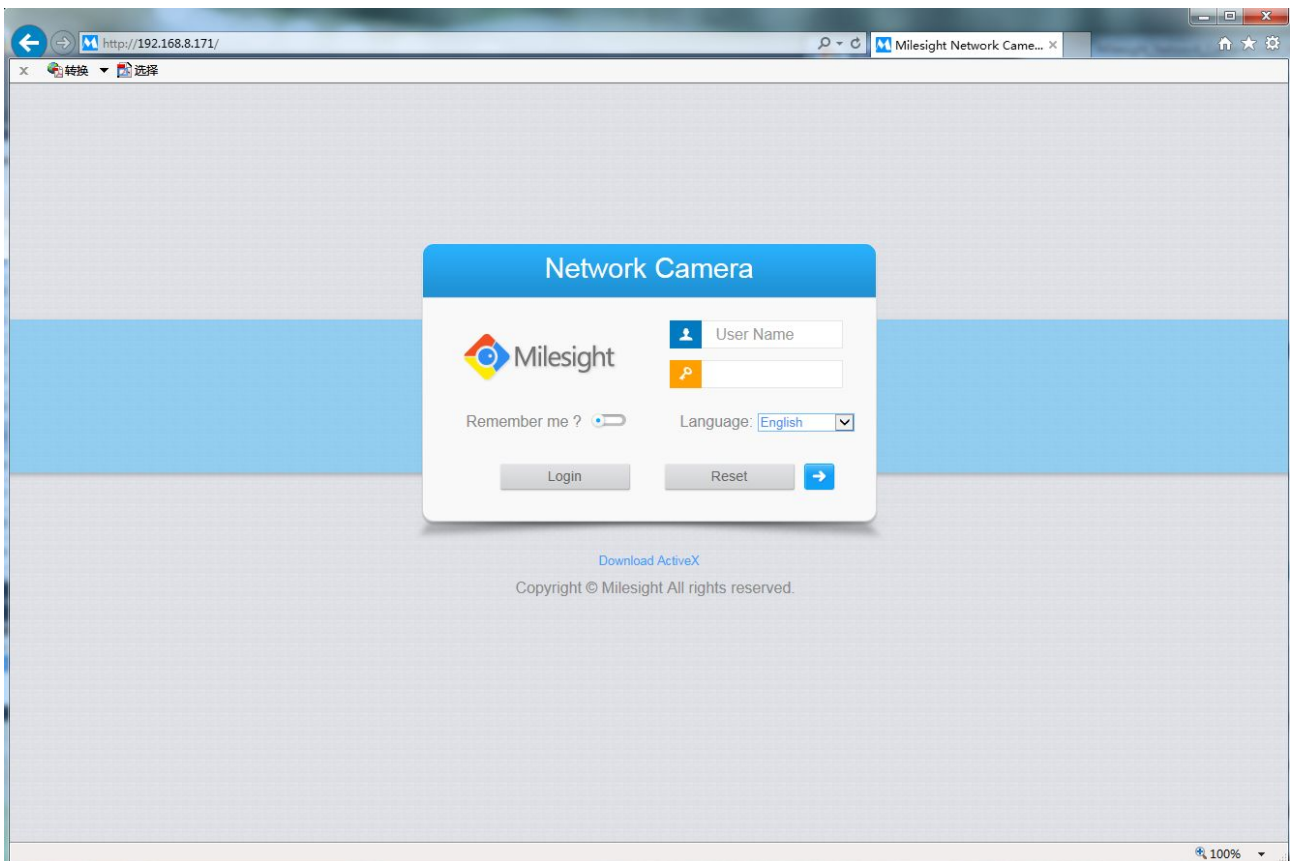 http://192.168.8.171/
Milesight Network Came...
x 转换 选择
Network Camera
Milesight
User Name
Remember me ?
Language: English
Login
Reset
Download ActiveX
Copyright © Milesight All rights reserved.
100%